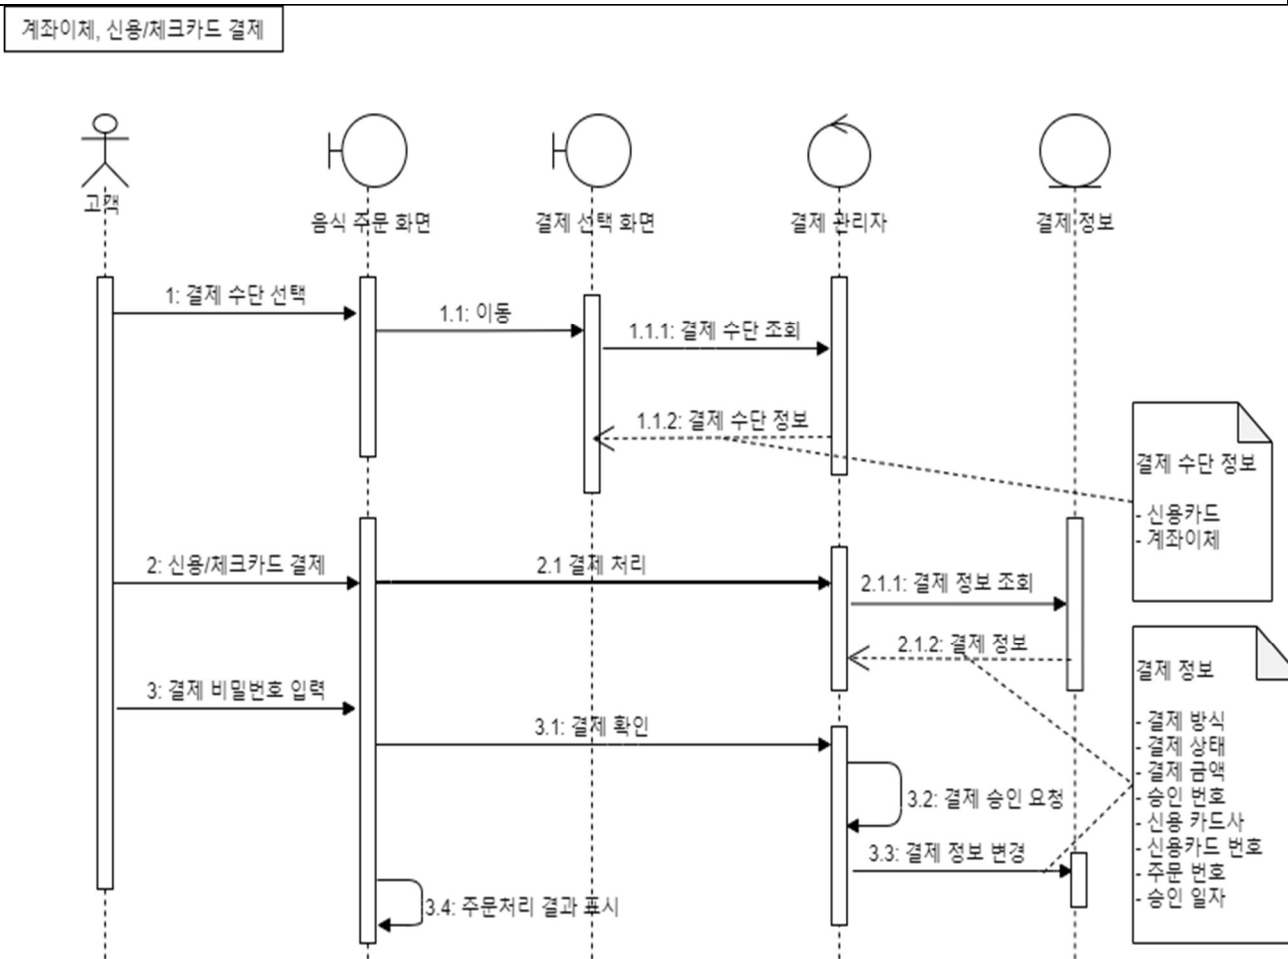 계좌이체, 신용/체크카드 결제
고객
음식 주문 화면
결제 선택 화면
결제 관리자
결제 정보
1: 결제 수단 선택
1.1: 이동
1.1.1: 결제 수단 조회
1.1.2: 결제 수단 정보
결제 수단 정보
- 신용카드
- 계좌이체
2: 신용/체크카드 결제
2.1 결제 처리
2.1.1: 결제 정보 조회
2.1.2: 결제 정보
3: 결제 비밀번호 입력
3.1: 결제 확인
3.2: 결제 승인 요청
3.3: 결제 정보 변경
3.4: 주문처리 결과 표시
결제 정보
- 결제 방식
- 결제 상태
- 결제 금액
- 승인 번호
- 신용 카드사
- 신용카드 번호
- 주문 번호
- 승인 일자